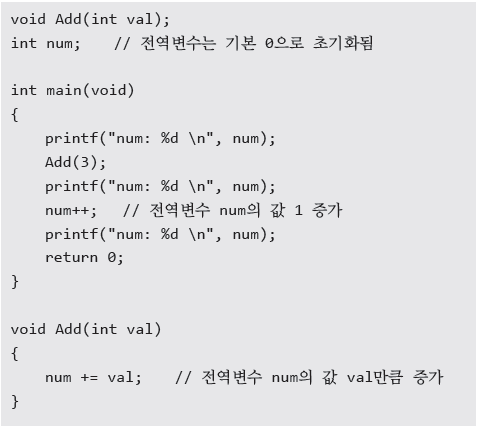 void Add(int val);
int num;    // 전역변수는 기본 0으로 초기화됨

int main(void)
{
    printf("num: %d \n", num);
    Add(3);
    printf("num: %d \n", num);
    num++;   // 전역변수 num의 값 1 증가
    printf("num: %d \n", num);
    return 0;
}

void Add(int val)
{
    num += val;    // 전역변수 num의 값 val만큼 증가
}